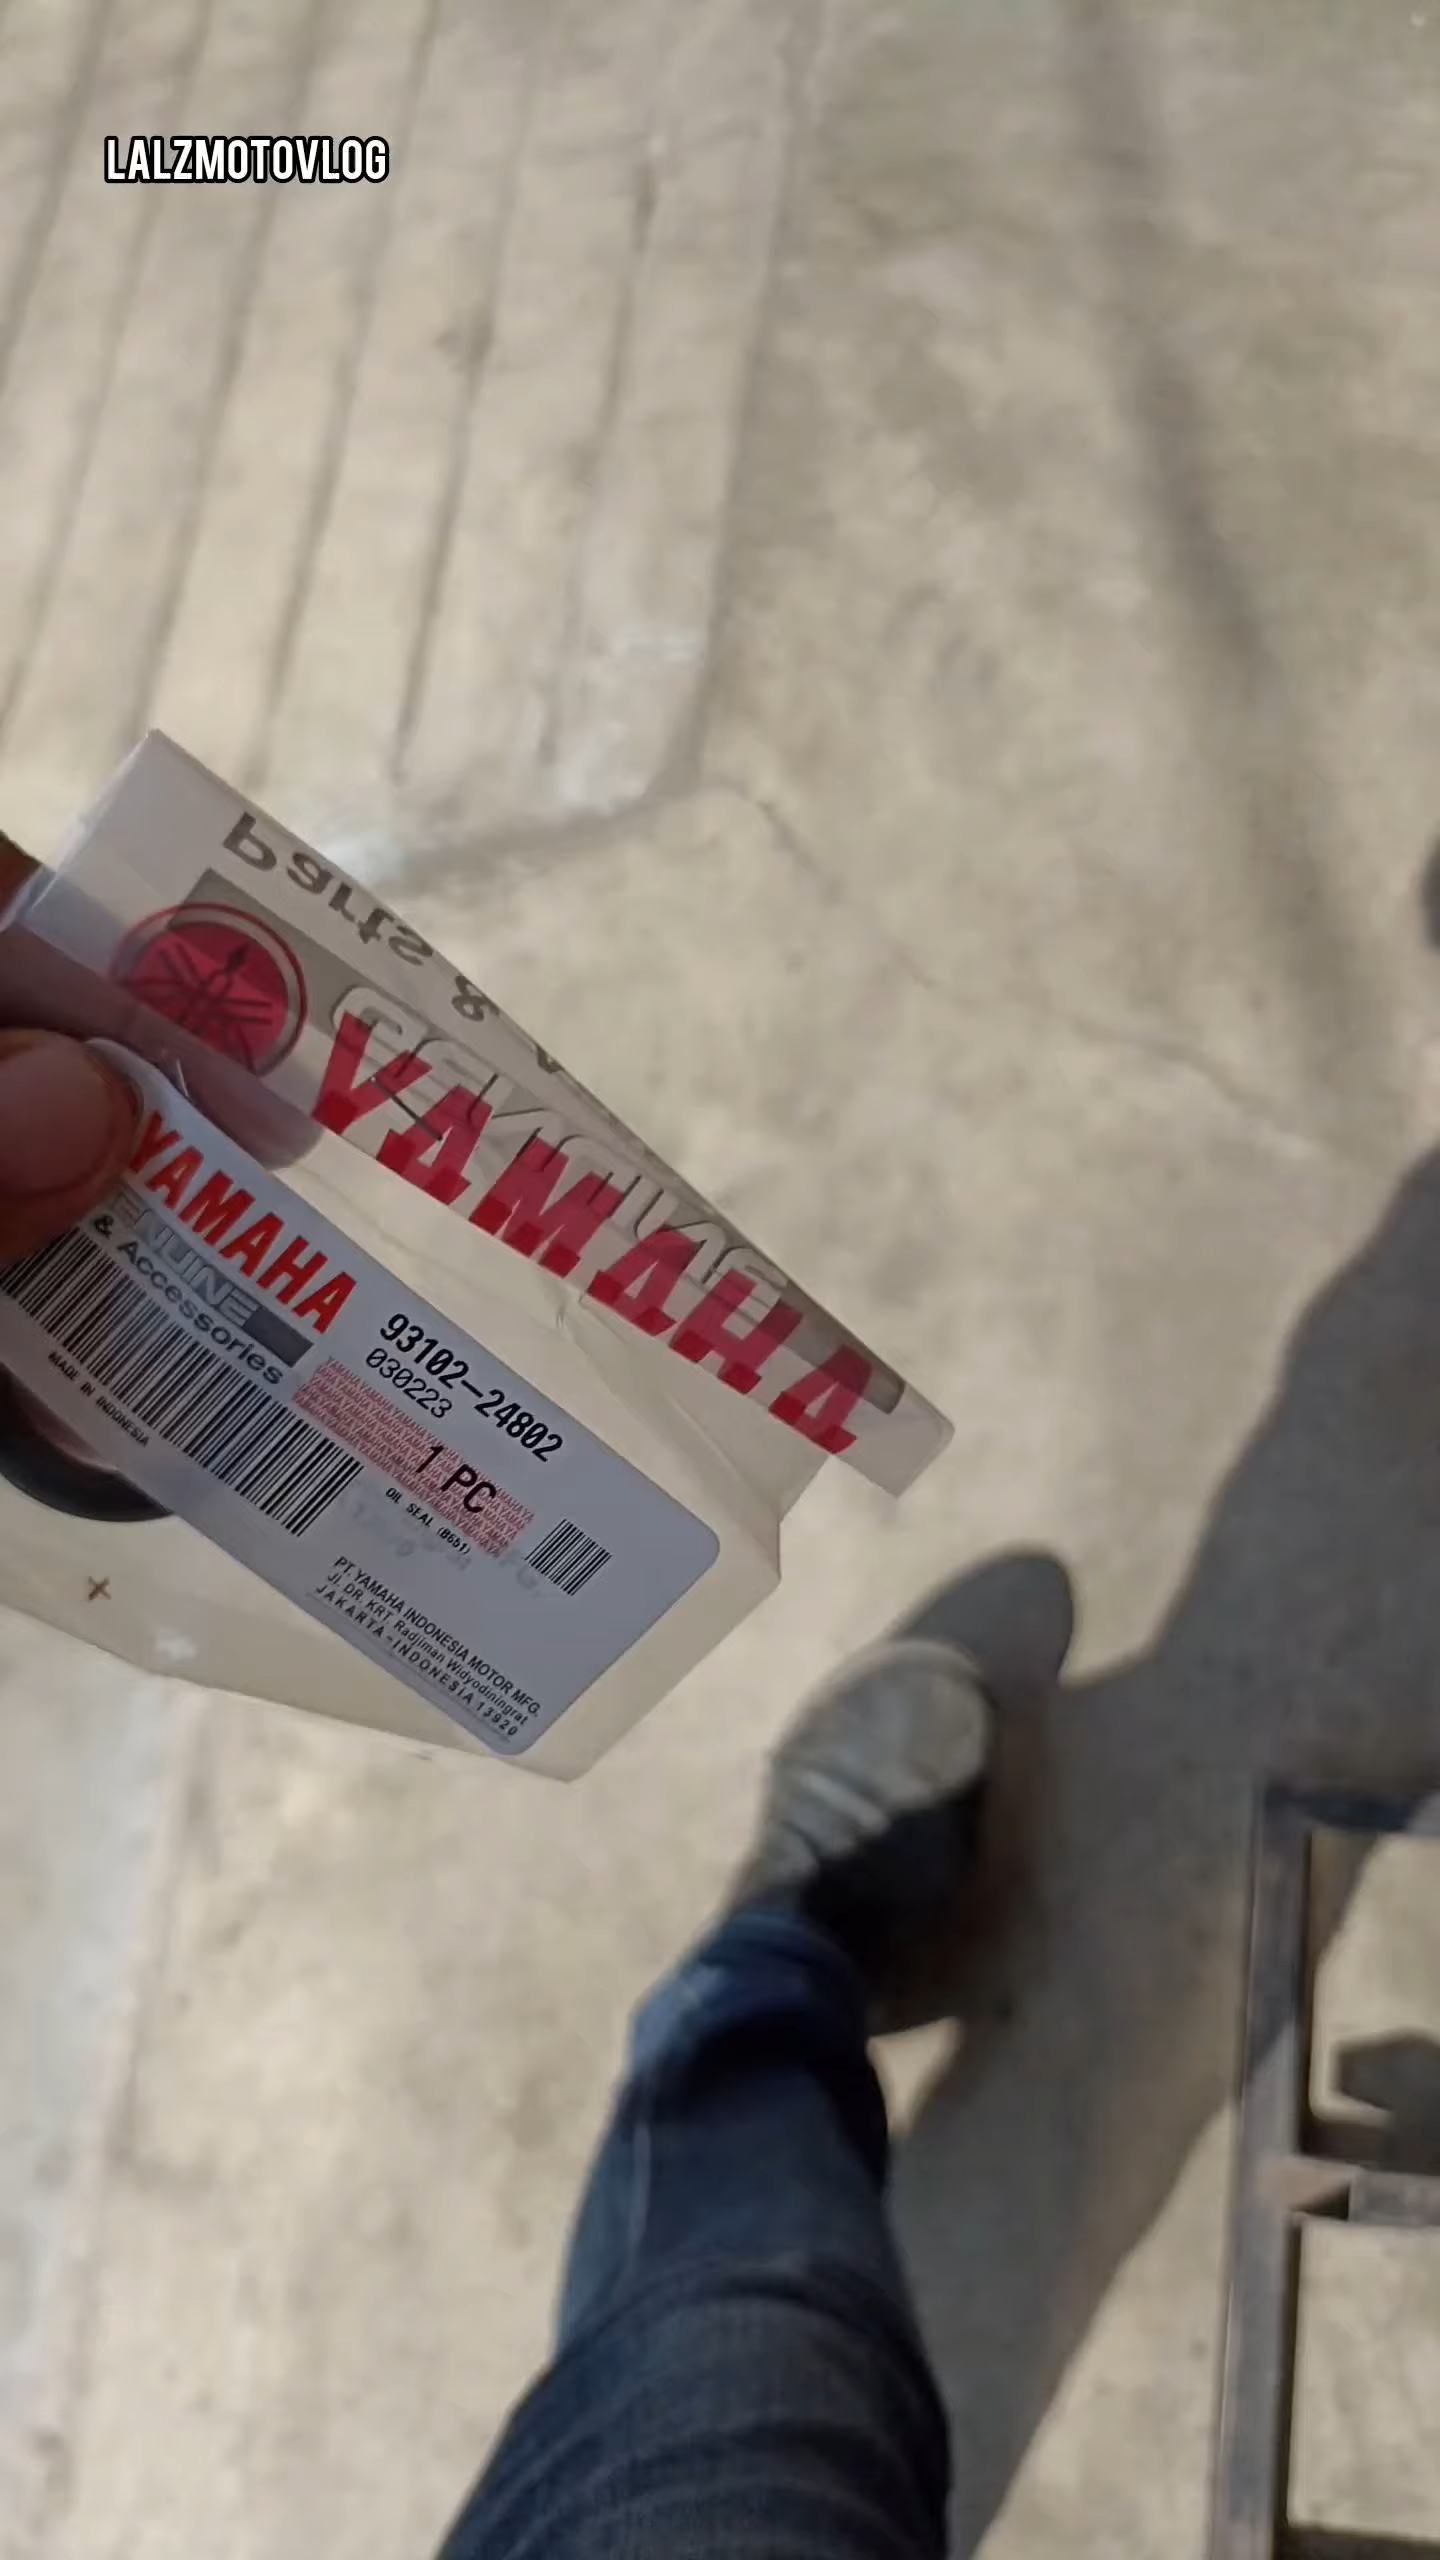 LALZMOTOVLOG
Parts & A
GENUINE
YAMAHA
YAMAHA
ENUINE
& Accessories
MADE IN INDONESIA
93102-24802
030223
1 PC
OIL SEAL (B651)
PT. YAMAHA INDONESIA MOTOR MFG.
Jl. DR. KRT. Radjiman Widyodiningrat
JAKARTA-INDONESIA 13920